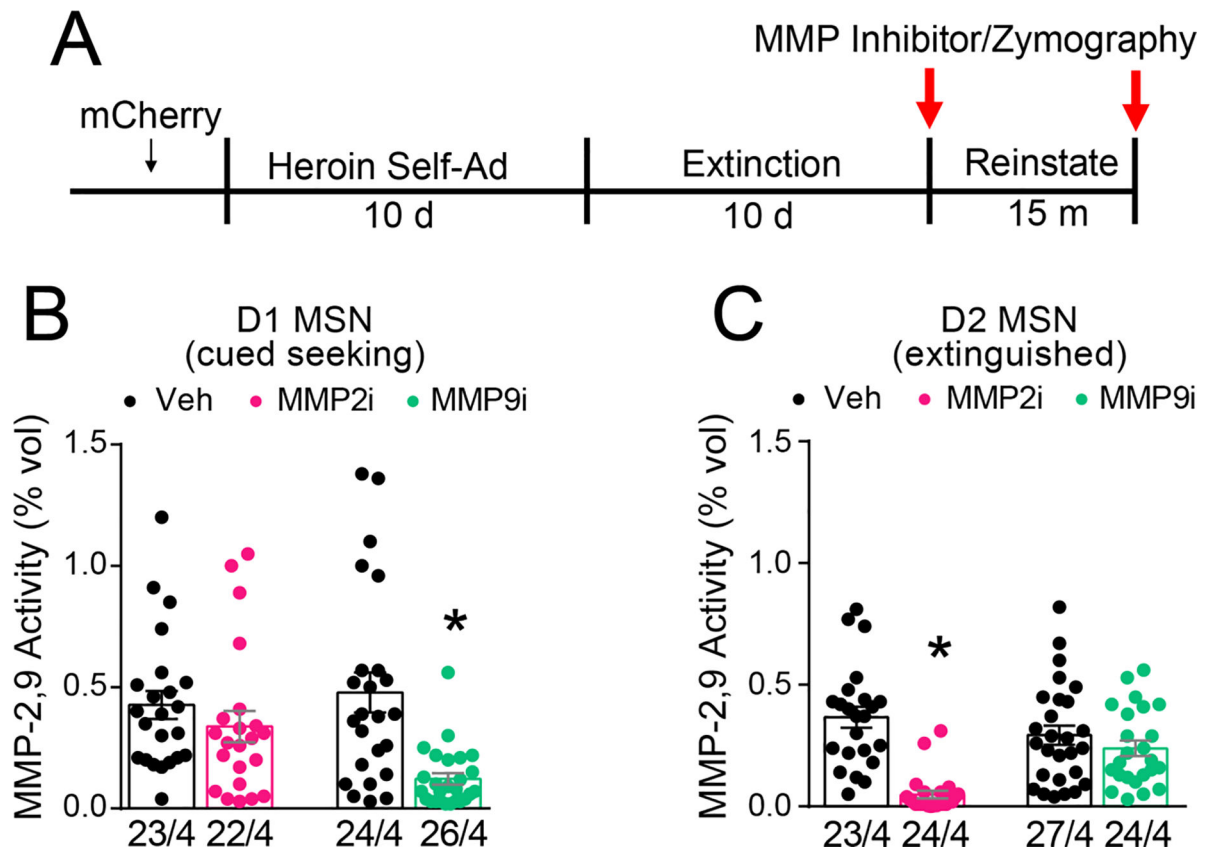 A
MMP Inhibitor/Zymography
mCherry
Heroin Self-Ad Extinction Reinstate
10 d 10 d 15 m
B
D1 MSN
(cued seeking)
Veh MMP2i MMP9i
MMP-2,9 Activity (% vol)
1.5
1.0
0.5
0.0
23/4 22/4 24/4 26/4
C
D2 MSN
(extinguished)
Veh MMP2i MMP9i
MMP-2,9 Activity (% vol)
1.5
1.0
0.5
0.0
*
*
23/4 24/4 27/4 24/4